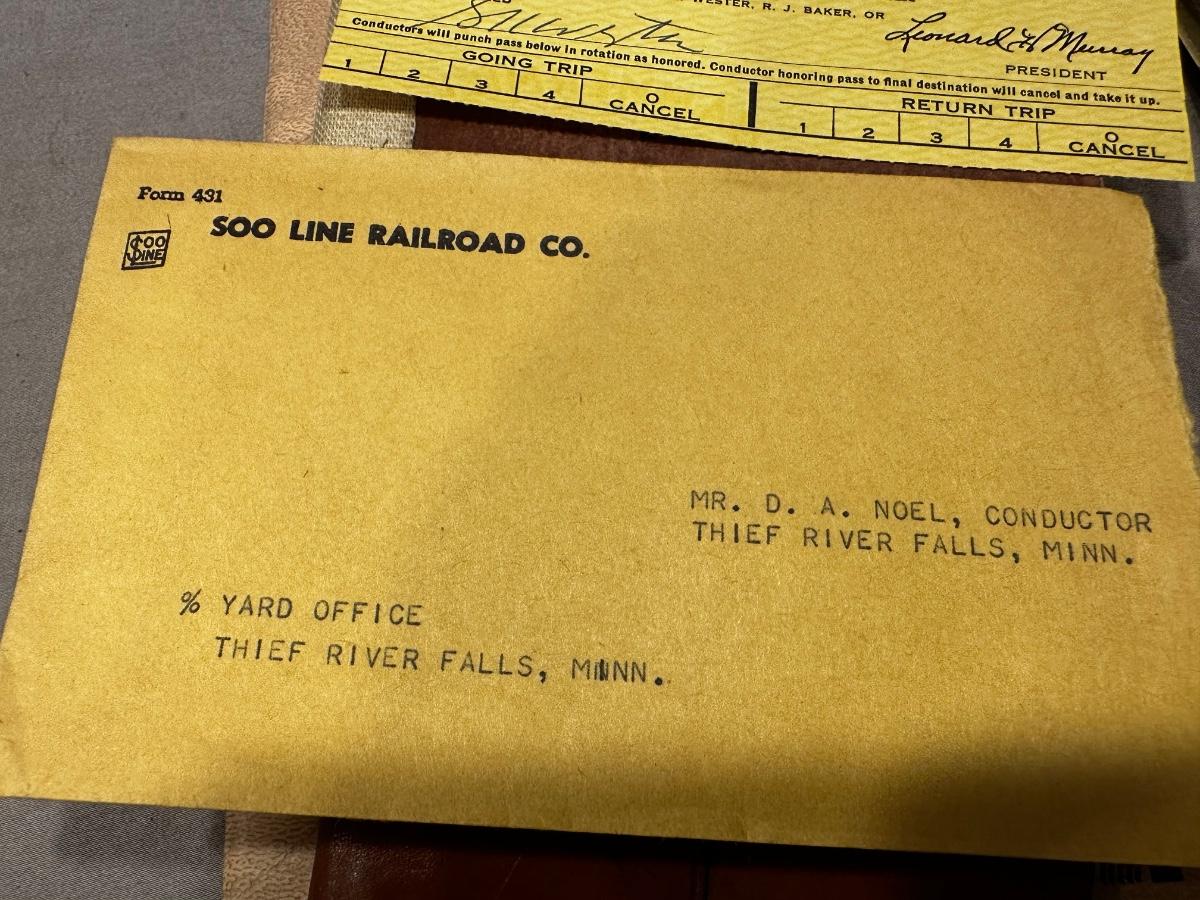 WESTER, R. J. BAKER, OR
Leonard H. Murray
PRESIDENT
Conductors will punch pass below in rotation as honored. Conductor honoring pass to final destination will cancel and take it up.
GOING TRIP
1 2 3 4 0 CANCEL
RETURN TRIP
1 2 3 4 0 CANCEL
Form 431
SOO LINE
SOO LINE RAILROAD CO.
MR. D. A. NOEL, CONDUCTOR
THIEF RIVER FALLS, MINN.
% YARD OFFICE
THIEF RIVER FALLS, MINN.